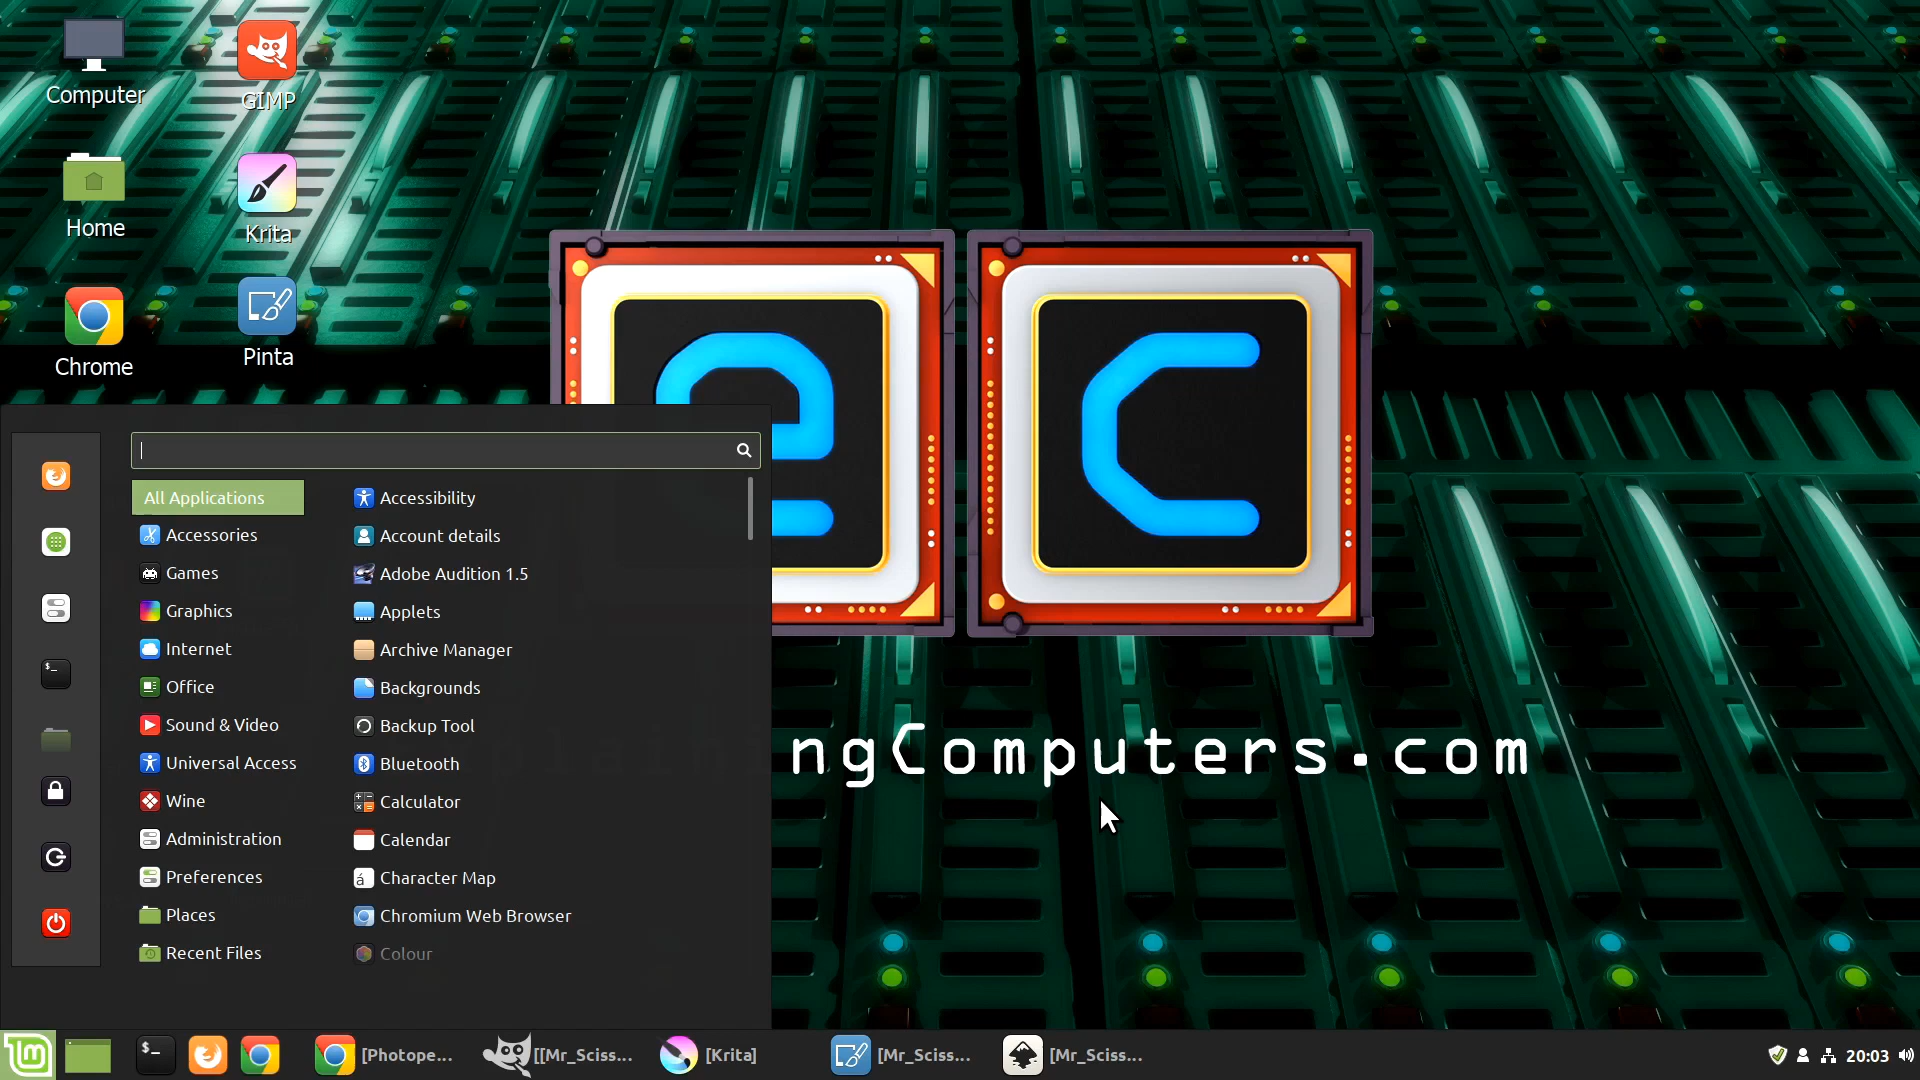 Computer
GIMP
Home
Krita
Chrome
Pinta
e c
ngComputers.com
All Applications
Accessories
Games
Graphics
Internet
Office
Sound & Video
Universal Access
Wine
Administration
Preferences
Places
Recent Files
Accessibility
Account details
Adobe Audition 1.5
Applets
Archive Manager
Backgrounds
Backup Tool
Bluetooth
Calculator
Calendar
Character Map
Chromium Web Browser
Colour
[Photope...
[[Mr_Sciss...
[Krita]
[Mr_Sciss...
[Mr_Sciss...
20:03